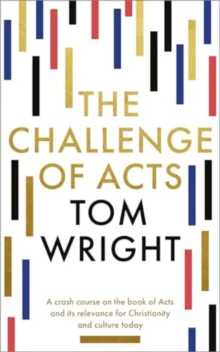 THE
CHALLENGE
OF ACTS
TOM
WRIGHT
A crash course on the book of Acts
and its relevance for Christianity
and culture today